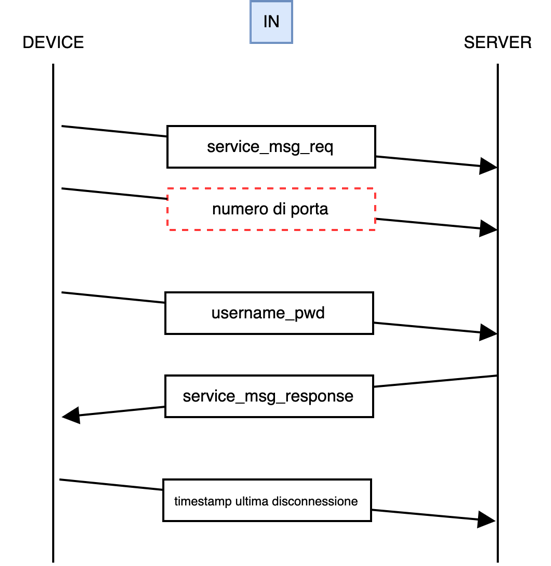 IN
DEVICE
SERVER
service_msg_req
numero di porta
username_pwd
service_msg_response
timestamp ultima disconnessione